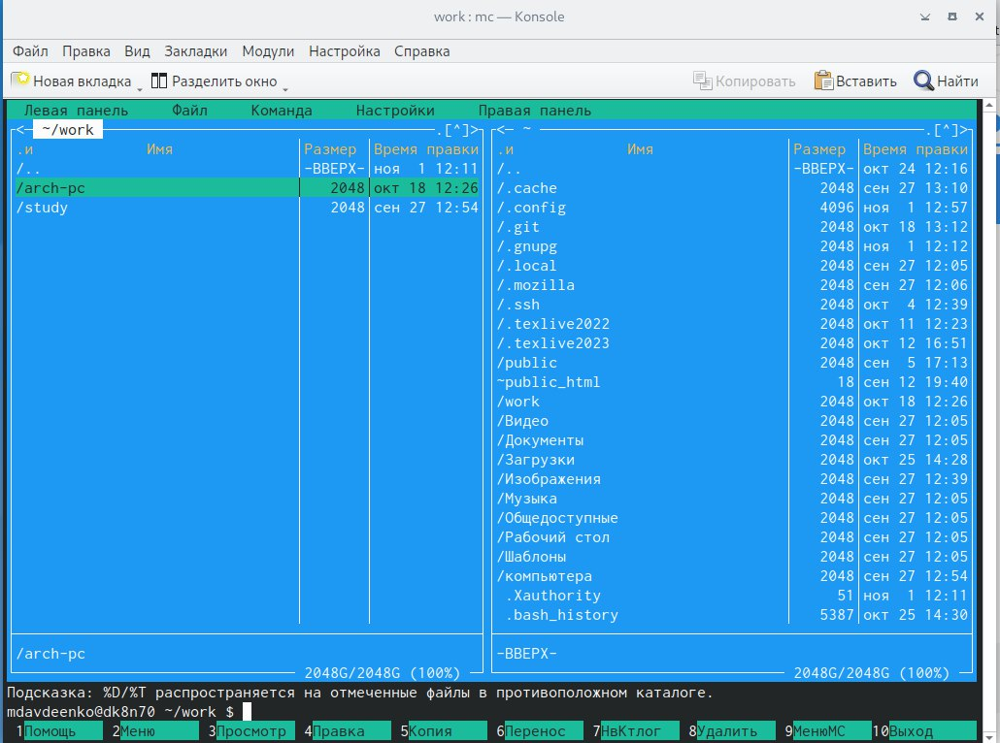 work : mc — Konsole
Файл Правка Вид Закладки Модули Настройка Справка
Новая вкладка Разделить окно Копировать Вставить Найти
Левая панель Файл Команда Настройки Правая панель
<─ ~/work .[^]> <─ ~ .[^]>
.и Имя Размер Время правки .и Имя Размер Время правки
/.. -ВВЕРХ- ноя 1 12:11 /.. -ВВЕРХ- окт 24 12:16
/arch-pc 2048 окт 18 12:26 /.cache 2048 сен 27 13:10
/study 2048 сен 27 12:54 /.config 4096 ноя 1 12:57
/.git 2048 окт 18 13:12
/.gnupg 2048 ноя 1 12:12
/.local 2048 сен 27 12:05
/.mozilla 2048 сен 27 12:06
/.ssh 2048 окт 4 12:39
/.texlive2022 2048 окт 11 12:23
/.texlive2023 2048 окт 12 16:51
/public 2048 сен 5 17:13
~public_html 18 сен 12 19:40
/work 2048 окт 18 12:26
/Видео 2048 сен 27 12:05
/Документы 2048 сен 27 12:05
/Загрузки 2048 окт 25 14:28
/Изображения 2048 сен 27 12:39
/Музыка 2048 сен 27 12:05
/Общедоступные 2048 сен 27 12:05
/Рабочий стол 2048 сен 27 12:05
/Шаблоны 2048 сен 27 12:05
/компьютера 2048 сен 27 12:54
.Xauthority 51 ноя 1 12:11
.bash_history 5387 окт 25 14:30
/arch-pc -ВВЕРХ-
2048G/2048G (100%) 2048G/2048G (100%)
Подсказка: %D/%T распространяется на отмеченные файлы в противоположном каталоге.
mdavdeenko@dk8n70 ~/work $
1Помощь 2Меню 3Просмотр 4Правка 5Копия 6Перенос 7НвКтлог 8Удалить 9МенюМС 10Выход